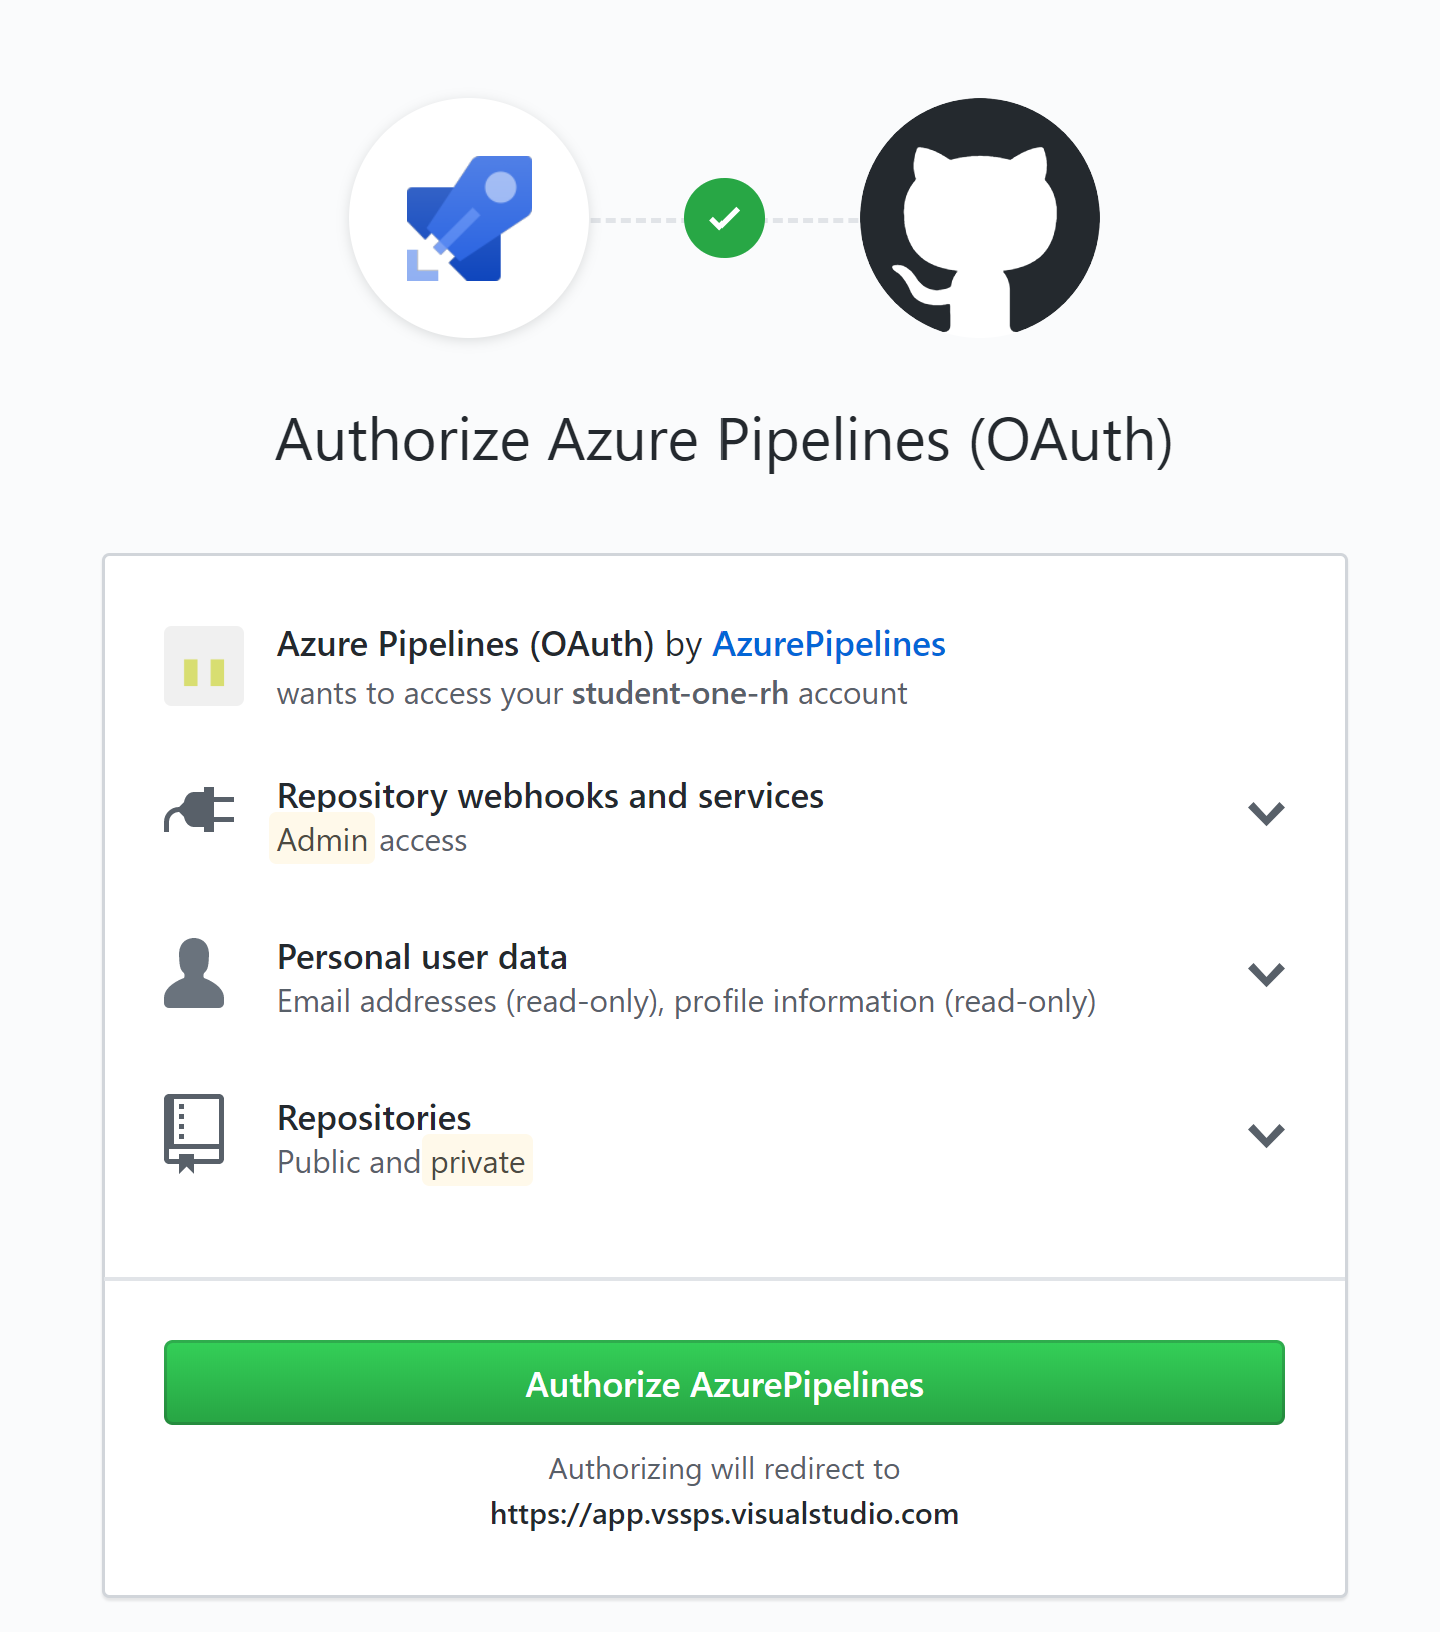 Authorize Azure Pipelines (OAuth)
Azure Pipelines (OAuth) by AzurePipelines
wants to access your student-one-rh account
Repository webhooks and services
Admin access
Personal user data
Email addresses (read-only), profile information (read-only)
Repositories
Public and private
Authorize AzurePipelines
Authorizing will redirect to
https://app.vssps.visualstudio.com